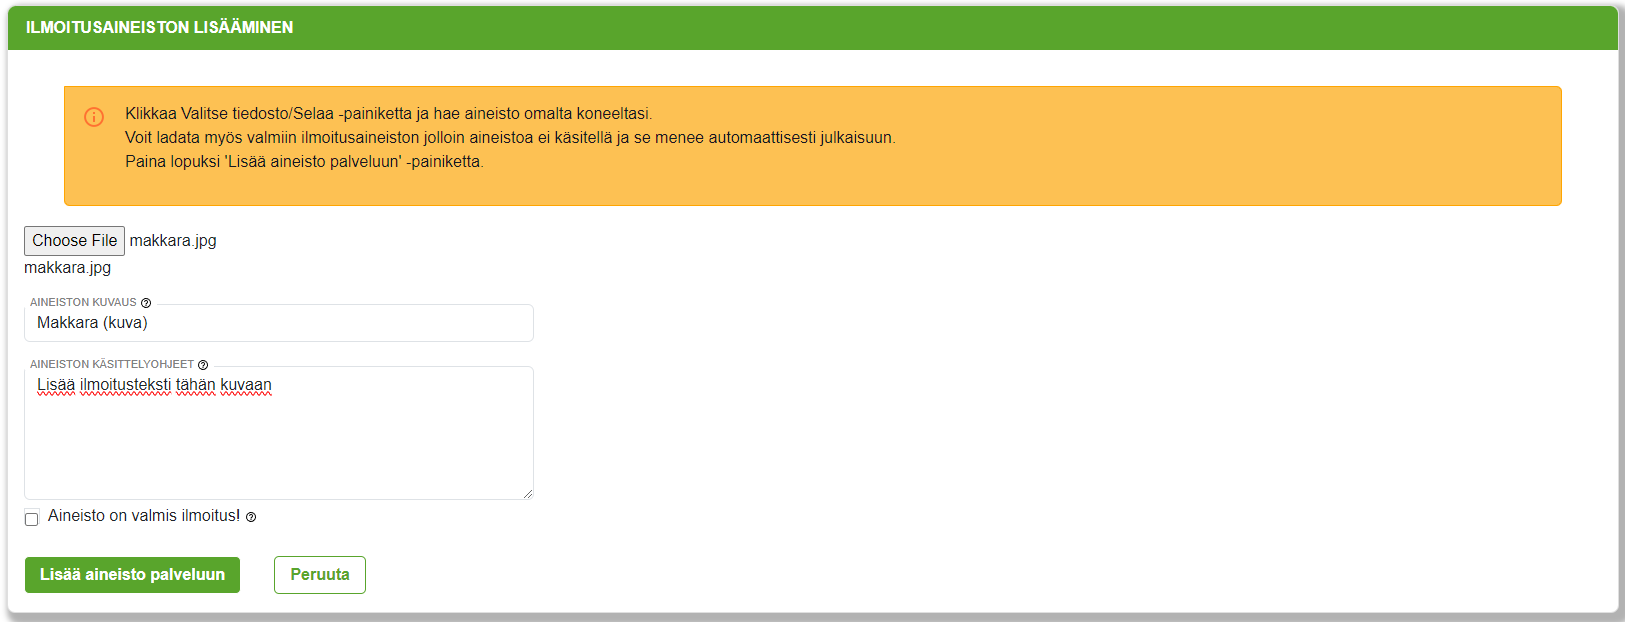 ILMOITUSAINEISTON LISÄÄMINEN
Klikkaa Valitse tiedosto/Selaa -painiketta ja hae aineisto omalta koneeltasi.
Voit ladata myös valmiin ilmoitusaineiston jolloin aineistoa ei käsitellä ja se menee automaattisesti julkaisuun.
Paina lopuksi 'Lisää aineisto palveluun' -painiketta.
Choose File makkara.jpg
makkara.jpg
AINEISTON KUVAUS
Makkara (kuva)
AINEISTON KÄSITTELYOHJEET
Lisää ilmoitusteksti tähän kuvaan
Aineisto on valmis ilmoitus!
Lisää aineisto palveluun Peruuta